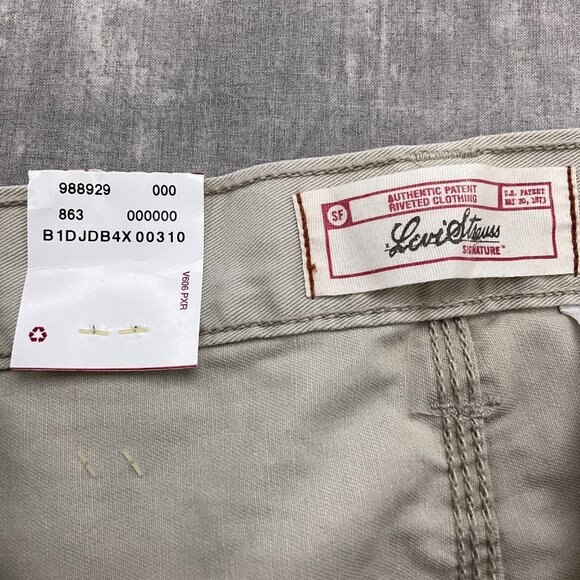 988929 000
863 000000
B1DJDB4X 00310
V606 PXR
SF
AUTHENTIC PATENT
RIVETED CLOTHING
U.S. PATENT
MAY 20, 1873
Levi Strauss
SIGNATURE™